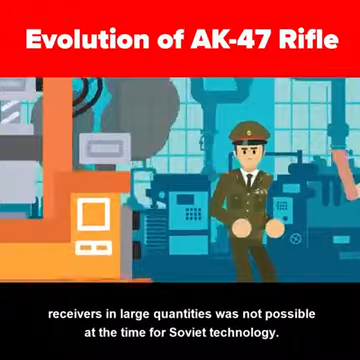 Evolution of AK-47 Rifle
receivers in large quantities was not possible
at the time for Soviet technology.